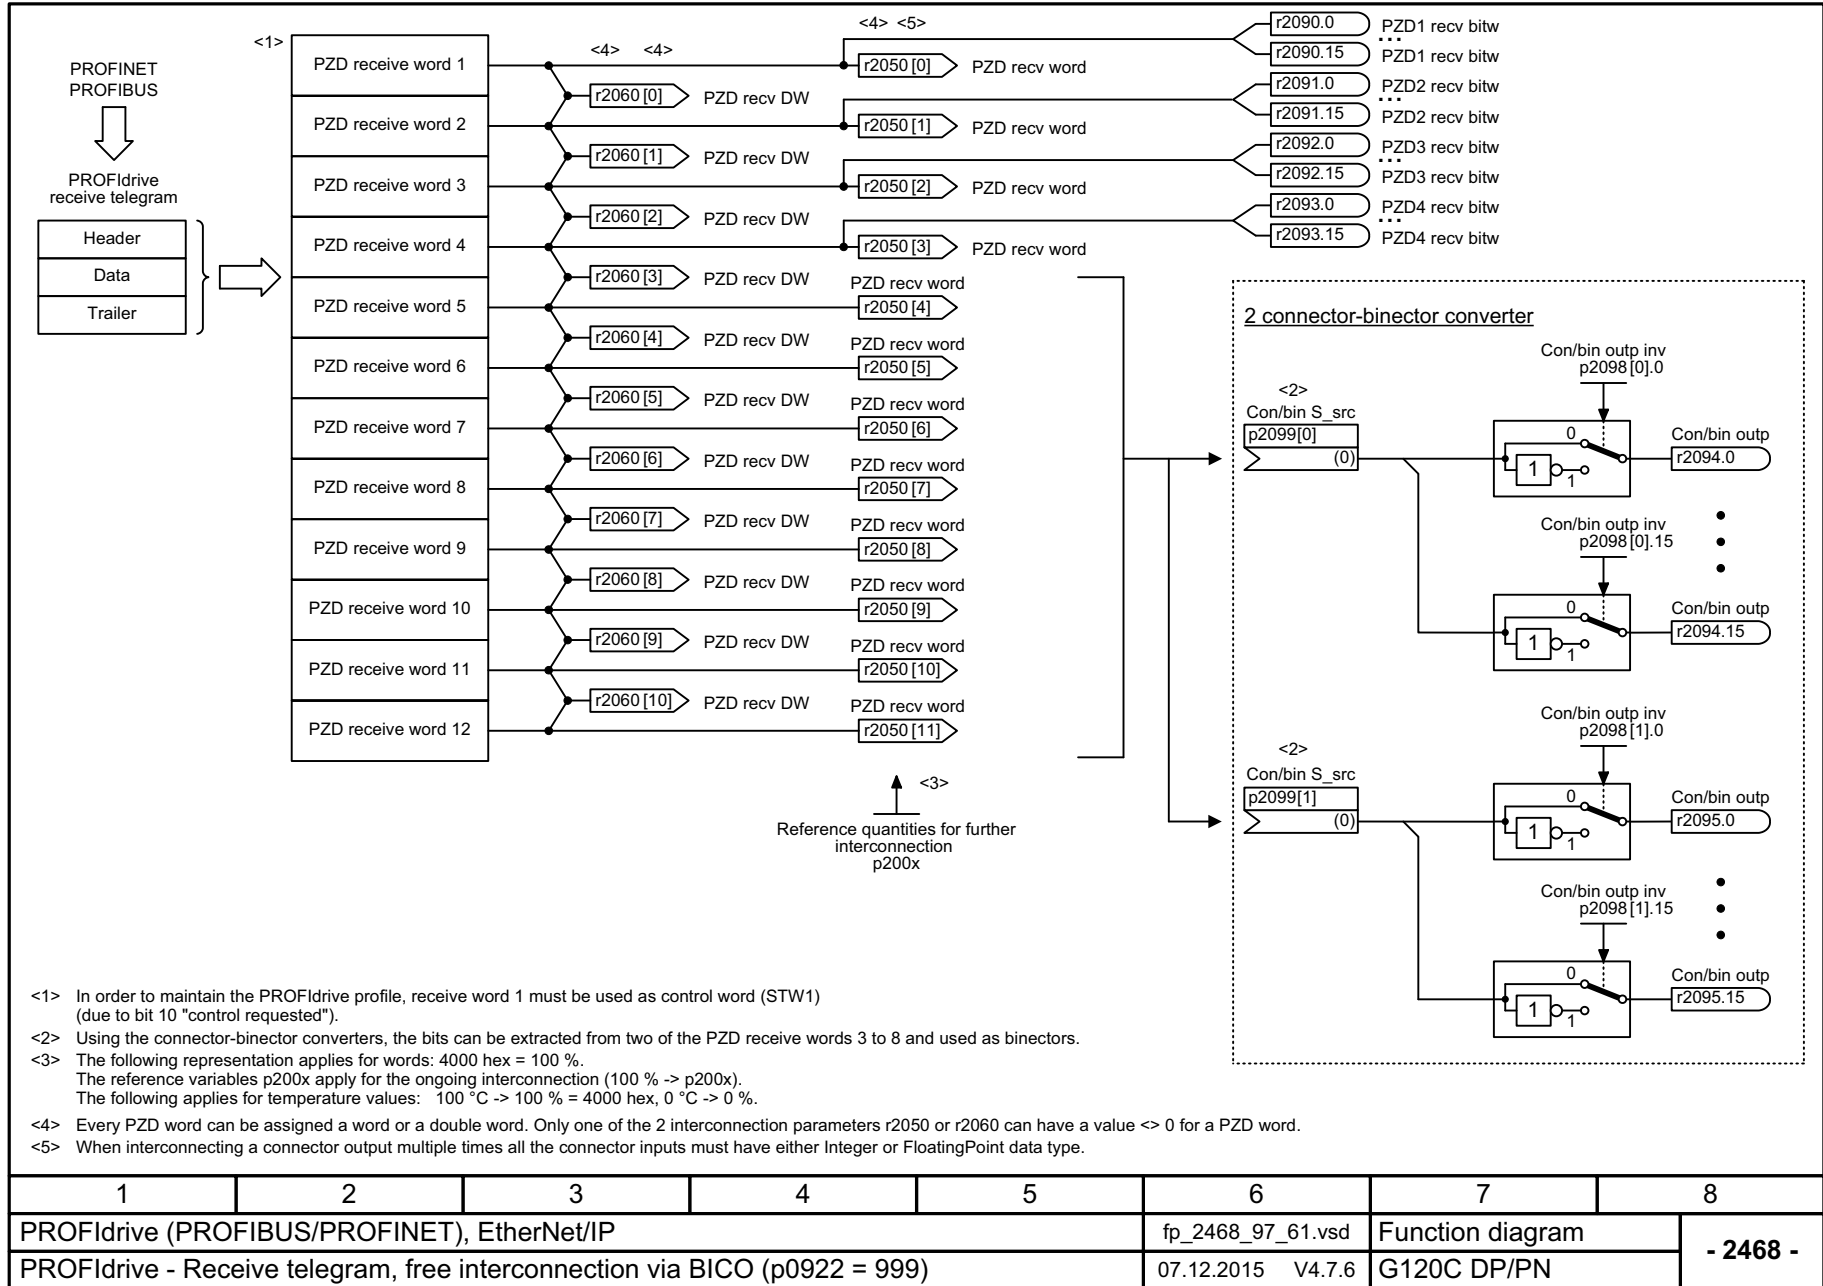 <1>
PROFINET
PROFIBUS
PROFIdrive
receive telegram
Header
Data
Trailer
PZD receive word 1
PZD receive word 2
PZD receive word 3
PZD receive word 4
PZD receive word 5
PZD receive word 6
PZD receive word 7
PZD receive word 8
PZD receive word 9
PZD receive word 10
PZD receive word 11
PZD receive word 12
<4> <4>
r2060 [0] PZD recv DW
r2060 [1] PZD recv DW
r2060 [2] PZD recv DW
r2060 [3] PZD recv DW
r2060 [4] PZD recv DW
r2060 [5] PZD recv DW
r2060 [6] PZD recv DW
r2060 [7] PZD recv DW
r2060 [8] PZD recv DW
r2060 [9] PZD recv DW
r2060 [10] PZD recv DW
<4> <5>
r2050 [0] PZD recv word
r2050 [1] PZD recv word
r2050 [2] PZD recv word
r2050 [3] PZD recv word
PZD recv word
r2050 [4]
PZD recv word
r2050 [5]
PZD recv word
r2050 [6]
PZD recv word
r2050 [7]
PZD recv word
r2050 [8]
PZD recv word
r2050 [9]
PZD recv word
r2050 [10]
PZD recv word
r2050 [11]
<3>
Reference quantities for further
interconnection
p200x
r2090.0 PZD1 recv bitw
...
r2090.15 PZD1 recv bitw
r2091.0 PZD2 recv bitw
...
r2091.15 PZD2 recv bitw
r2092.0 PZD3 recv bitw
...
r2092.15 PZD3 recv bitw
r2093.0 PZD4 recv bitw
...
r2093.15 PZD4 recv bitw
2 connector-binector converter
<2>
Con/bin S_src
p2099[0]
(0)
Con/bin outp inv
p2098 [0].0
0
1
1
Con/bin outp
r2094.0
Con/bin outp inv
p2098 [0].15
0
1
1
Con/bin outp
r2094.15
<2>
Con/bin S_src
p2099[1]
(0)
Con/bin outp inv
p2098 [1].0
0
1
1
Con/bin outp
r2095.0
Con/bin outp inv
p2098 [1].15
0
1
1
Con/bin outp
r2095.15
<1> In order to maintain the PROFIdrive profile, receive word 1 must be used as control word (STW1)
(due to bit 10 "control requested").
<2> Using the connector-binector converters, the bits can be extracted from two of the PZD receive words 3 to 8 and used as binectors.
<3> The following representation applies for words: 4000 hex = 100 %.
The reference variables p200x apply for the ongoing interconnection (100 % -> p200x).
The following applies for temperature values: 100 °C -> 100 % = 4000 hex, 0 °C -> 0 %.
<4> Every PZD word can be assigned a word or a double word. Only one of the 2 interconnection parameters r2050 or r2060 can have a value <> 0 for a PZD word.
<5> When interconnecting a connector output multiple times all the connector inputs must have either Integer or FloatingPoint data type.
1 2 3 4 5 6 7 8
PROFIdrive (PROFIBUS/PROFINET), EtherNet/IP fp_2468_97_61.vsd Function diagram
- 2468 -
PROFIdrive - Receive telegram, free interconnection via BICO (p0922 = 999) 07.12.2015 V4.7.6 G120C DP/PN